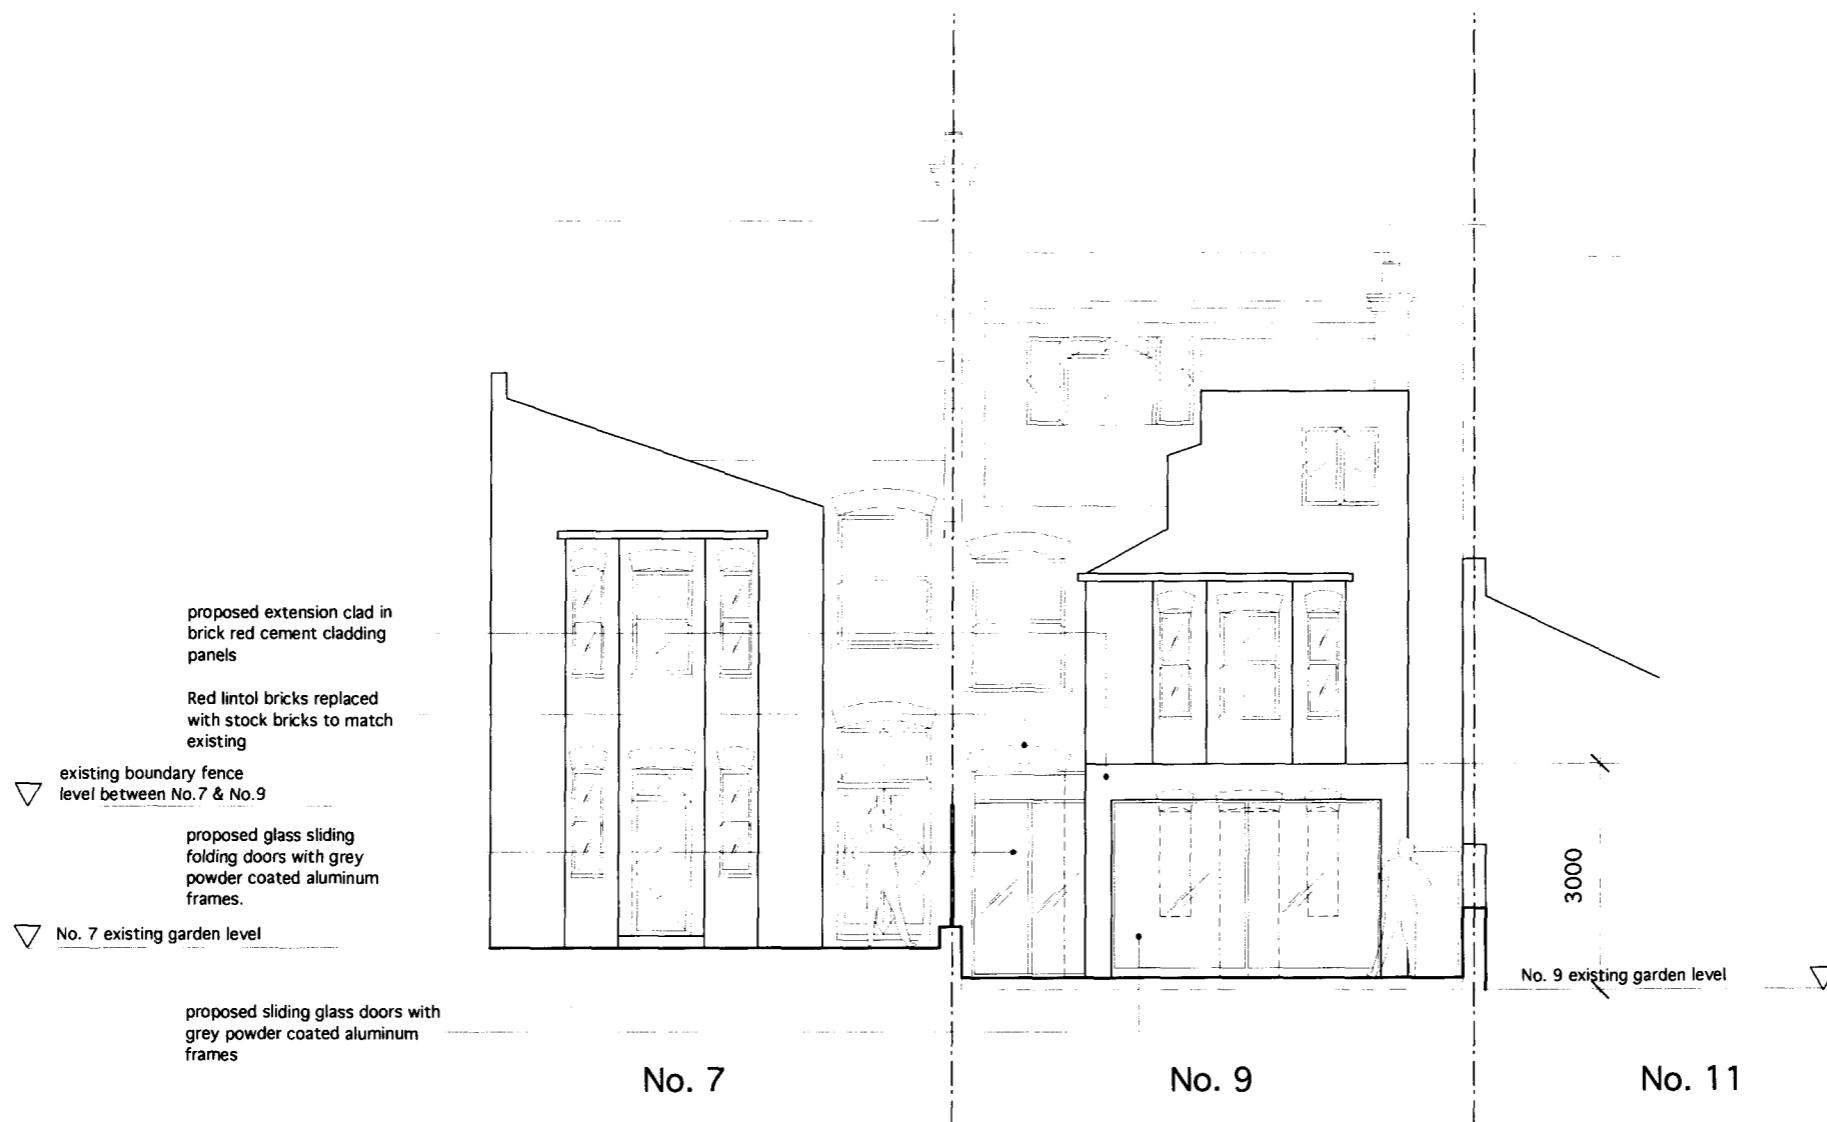 proposed extension clad in
brick red cement cladding
panels
Red lintol bricks replaced
with stock bricks to match
existing
existing boundary fence
level between No.7 & No.9
proposed glass sliding
folding doors with grey
powder coated aluminum
frames.
No. 7 existing garden level
proposed sliding glass doors with
grey powder coated aluminum
frames
3000
No. 9 existing garden level
No. 7
No. 9
No. 11